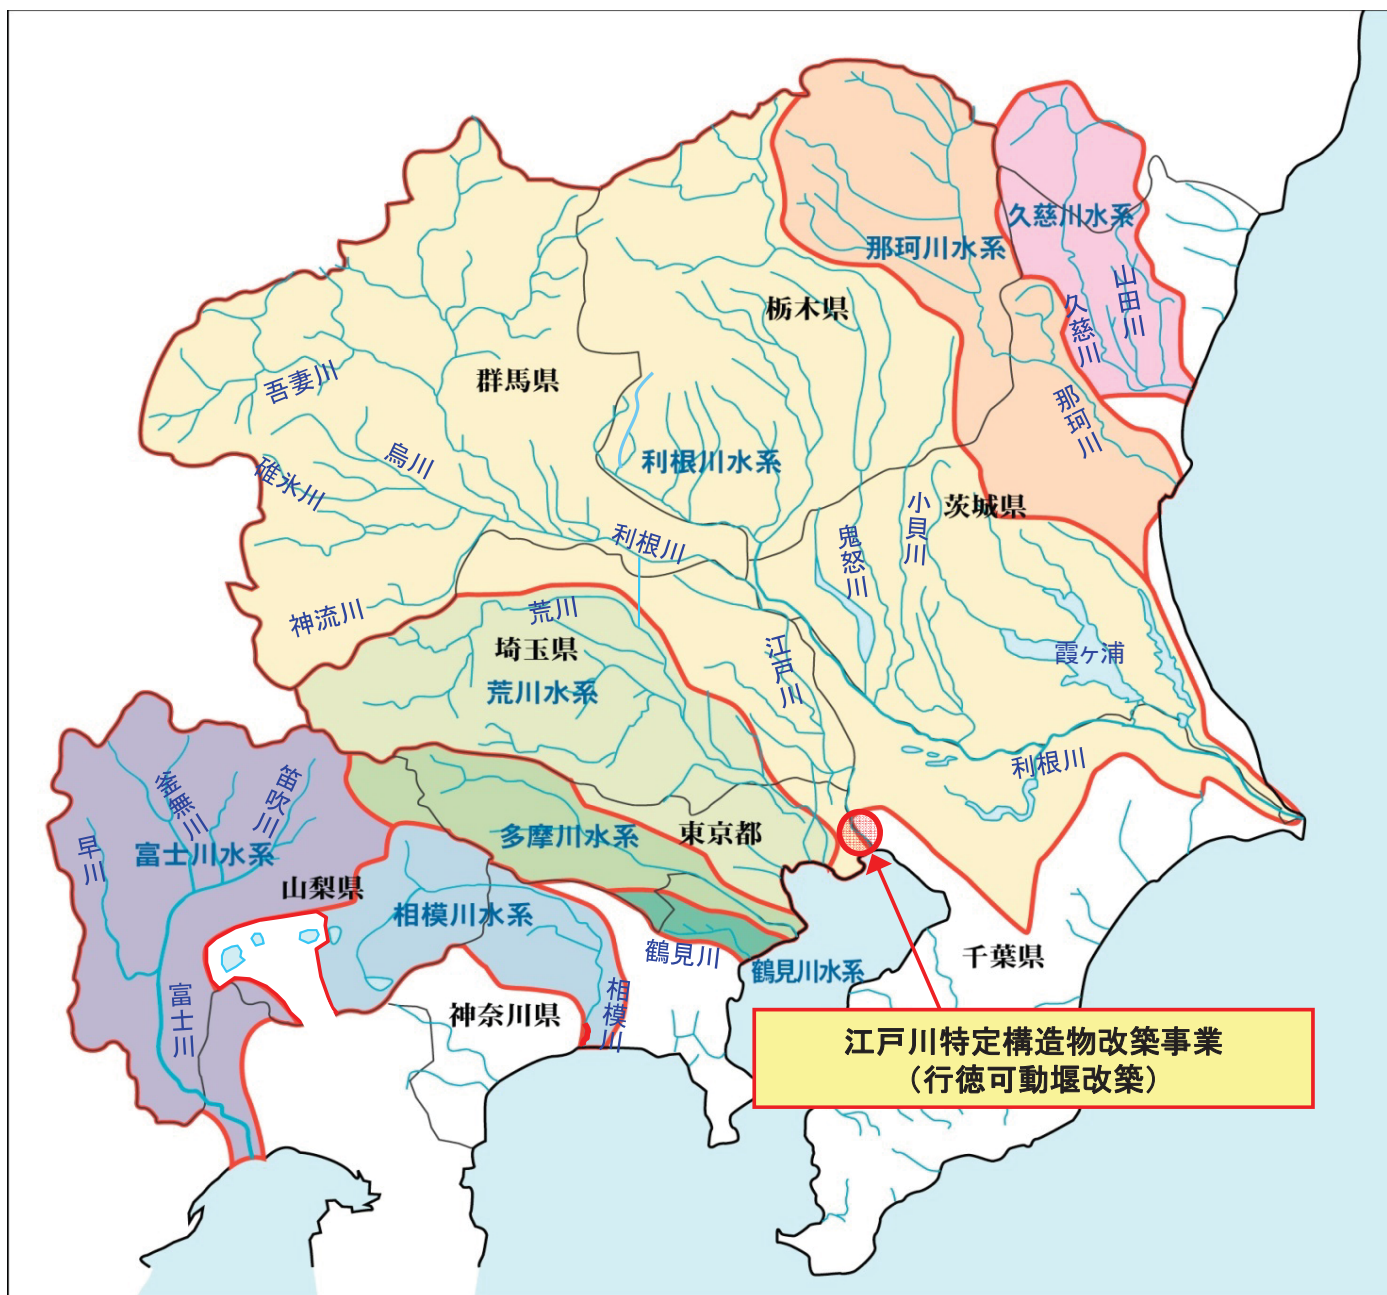 久慈川水系
那珂川水系
山田川
久慈川
栃木県
群馬県
吾妻川
那珂川
烏川
碓氷川
利根川水系
小貝川
茨城県
鬼怒川
利根川
神流川
荒川
埼玉県
江戸川
霞ヶ浦
荒川水系
利根川
釜無川
笛吹川
早川
富士川水系
多摩川水系
東京都
山梨県
相模川水系
鶴見川
鶴見川水系
千葉県
富士川
相模川
神奈川県
江戸川特定構造物改築事業
（行徳可動堰改築）